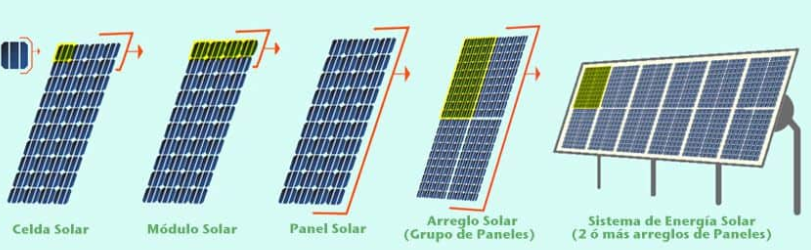 Celda Solar
Módulo Solar
Panel Solar
Arreglo Solar
(Grupo de Paneles)
Sistema de Energía Solar
(2 ó más arreglos de Paneles)